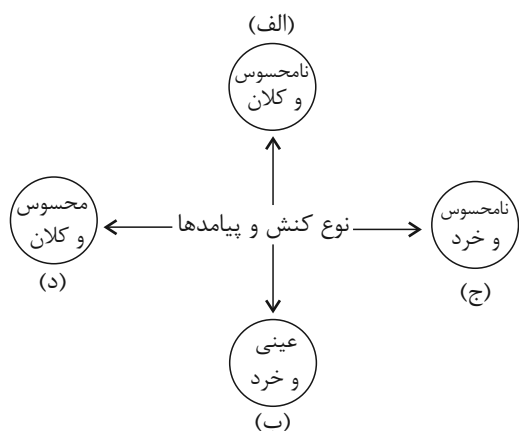 (الف)
نامحسوس
و کلان
نامحسوس
و خرد
(ج)
نوع کنش و پیامدها
محسوس
و کلان
(د)
عینی
و خرد
(ب)